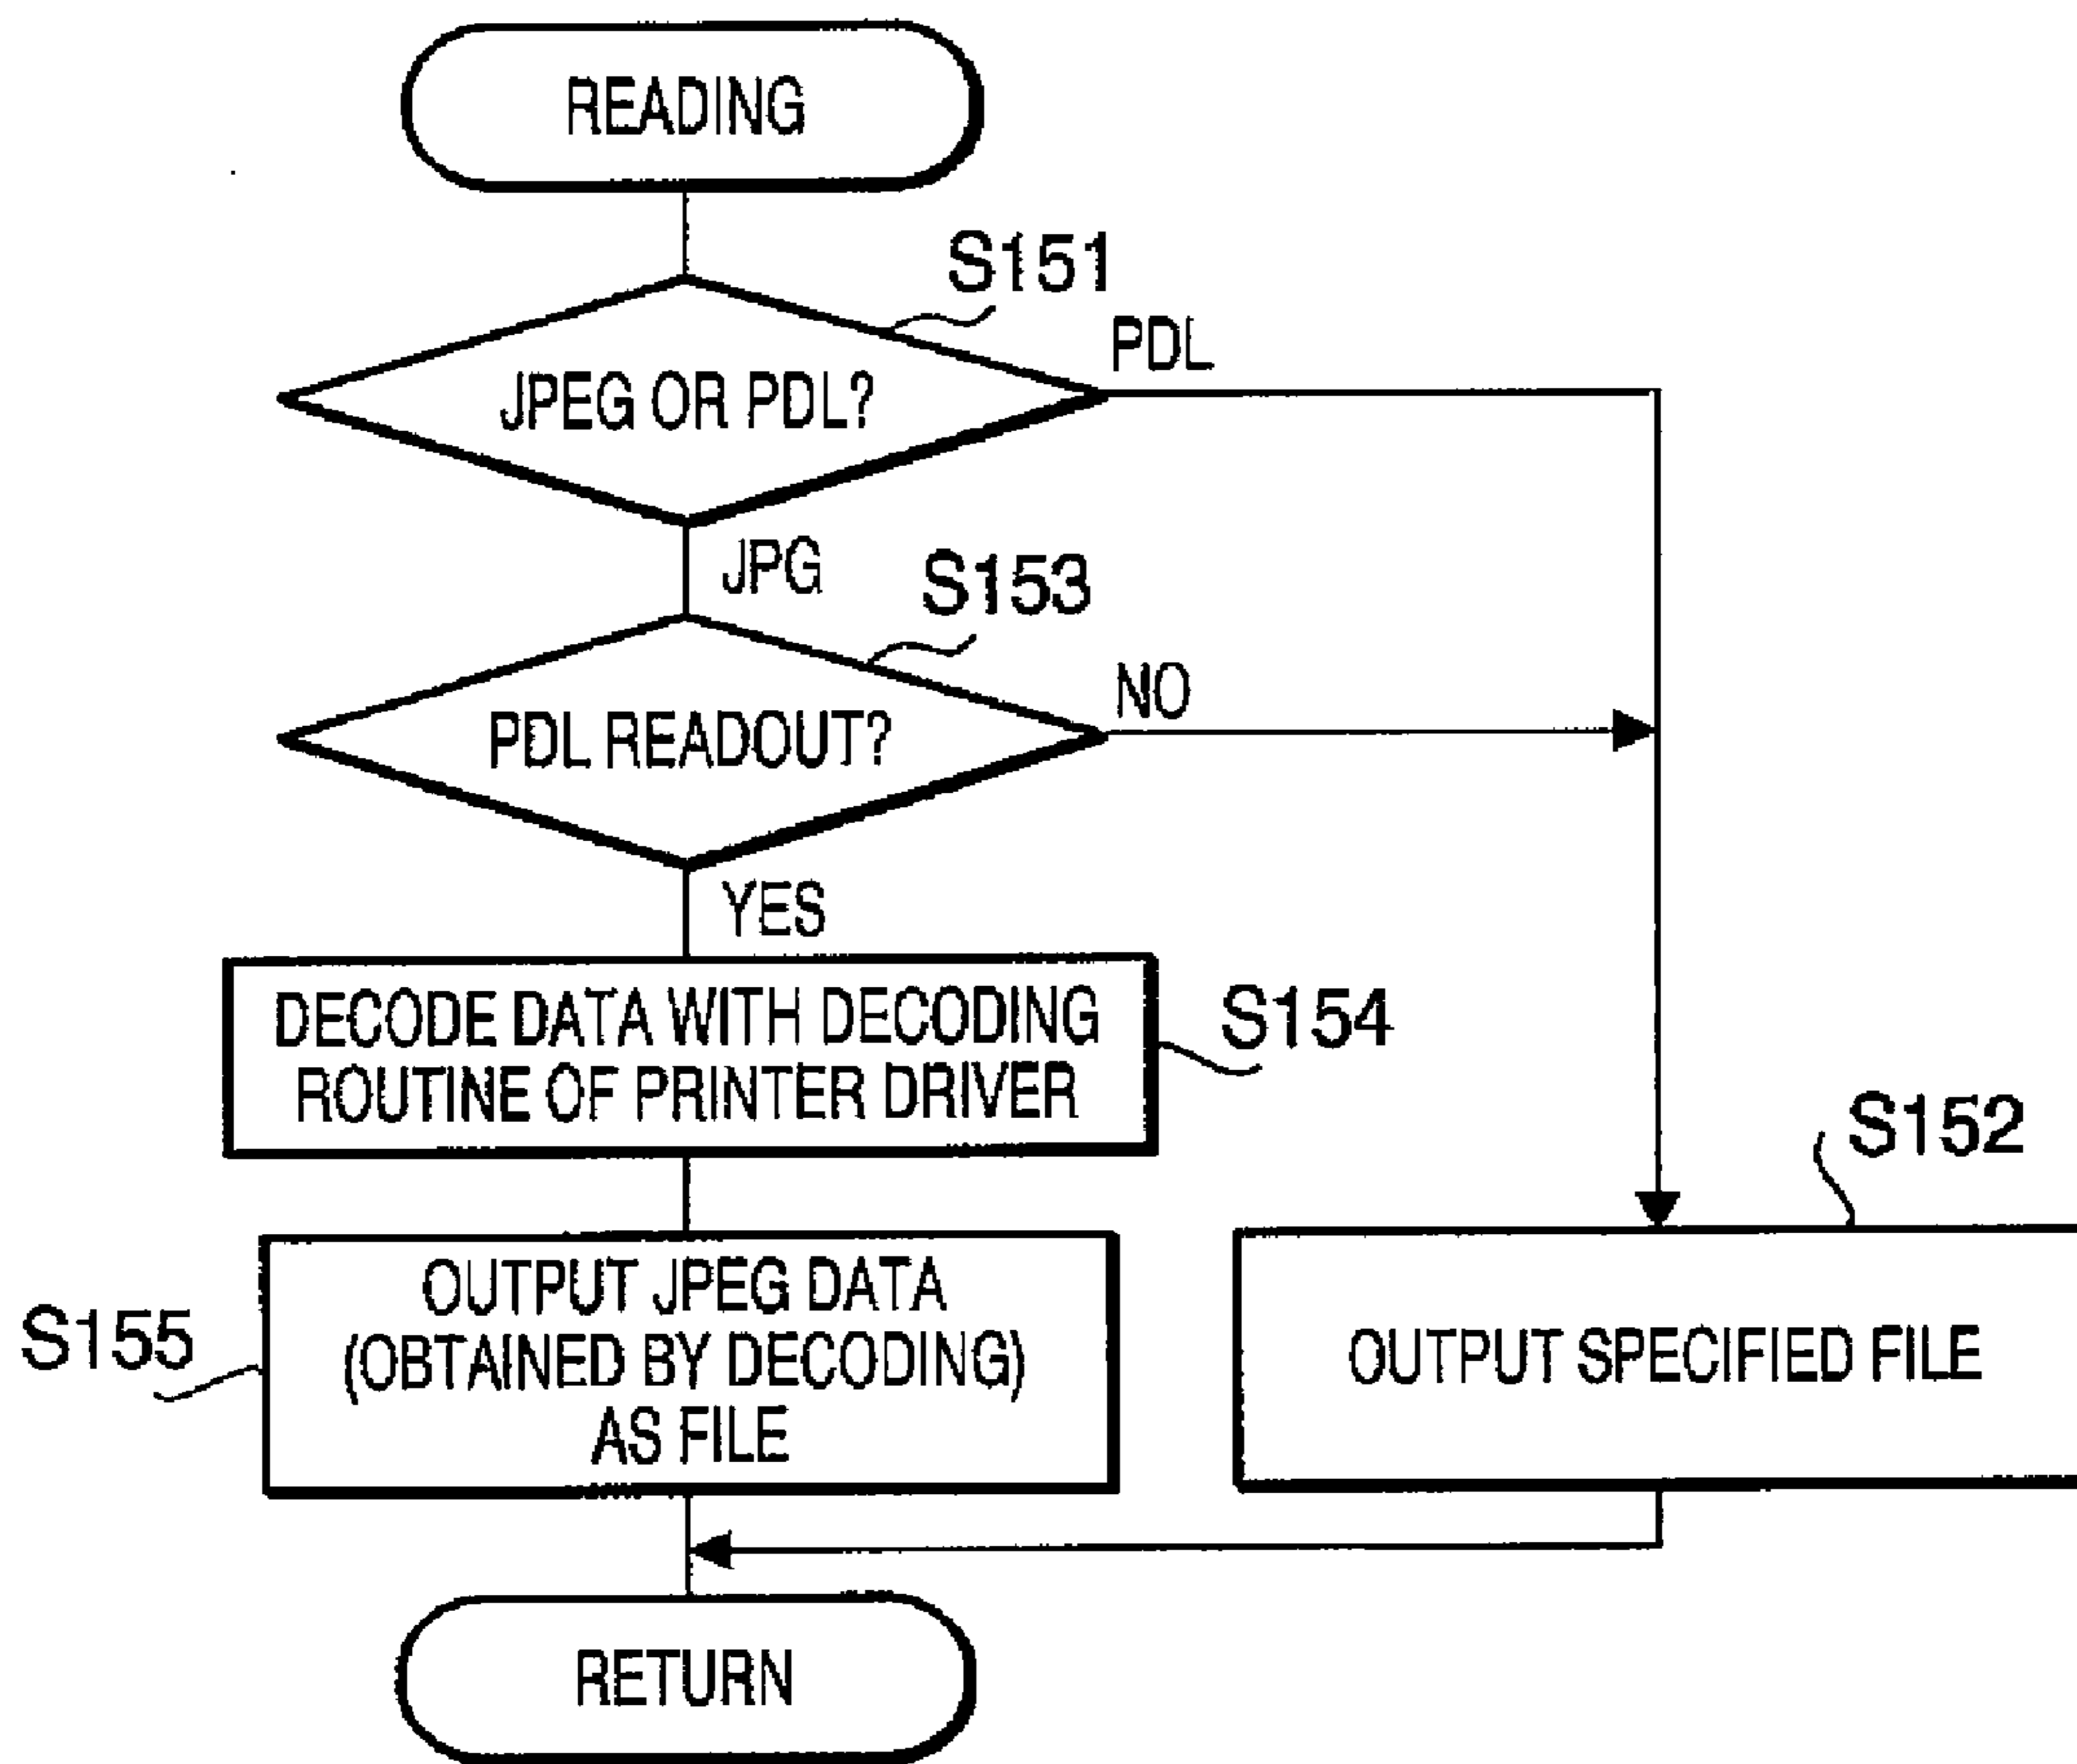 READING
S151
JPEG OR PDL?
PDL
JPG
S153
PDL READOUT?
NO
YES
DECODE DATA WITH DECODING
ROUTINE OF PRINTER DRIVER
S154
S152
OUTPUT JPEG DATA
(OBTAINED BY DECODING)
AS FILE
S155
OUTPUT SPECIFIED FILE
RETURN